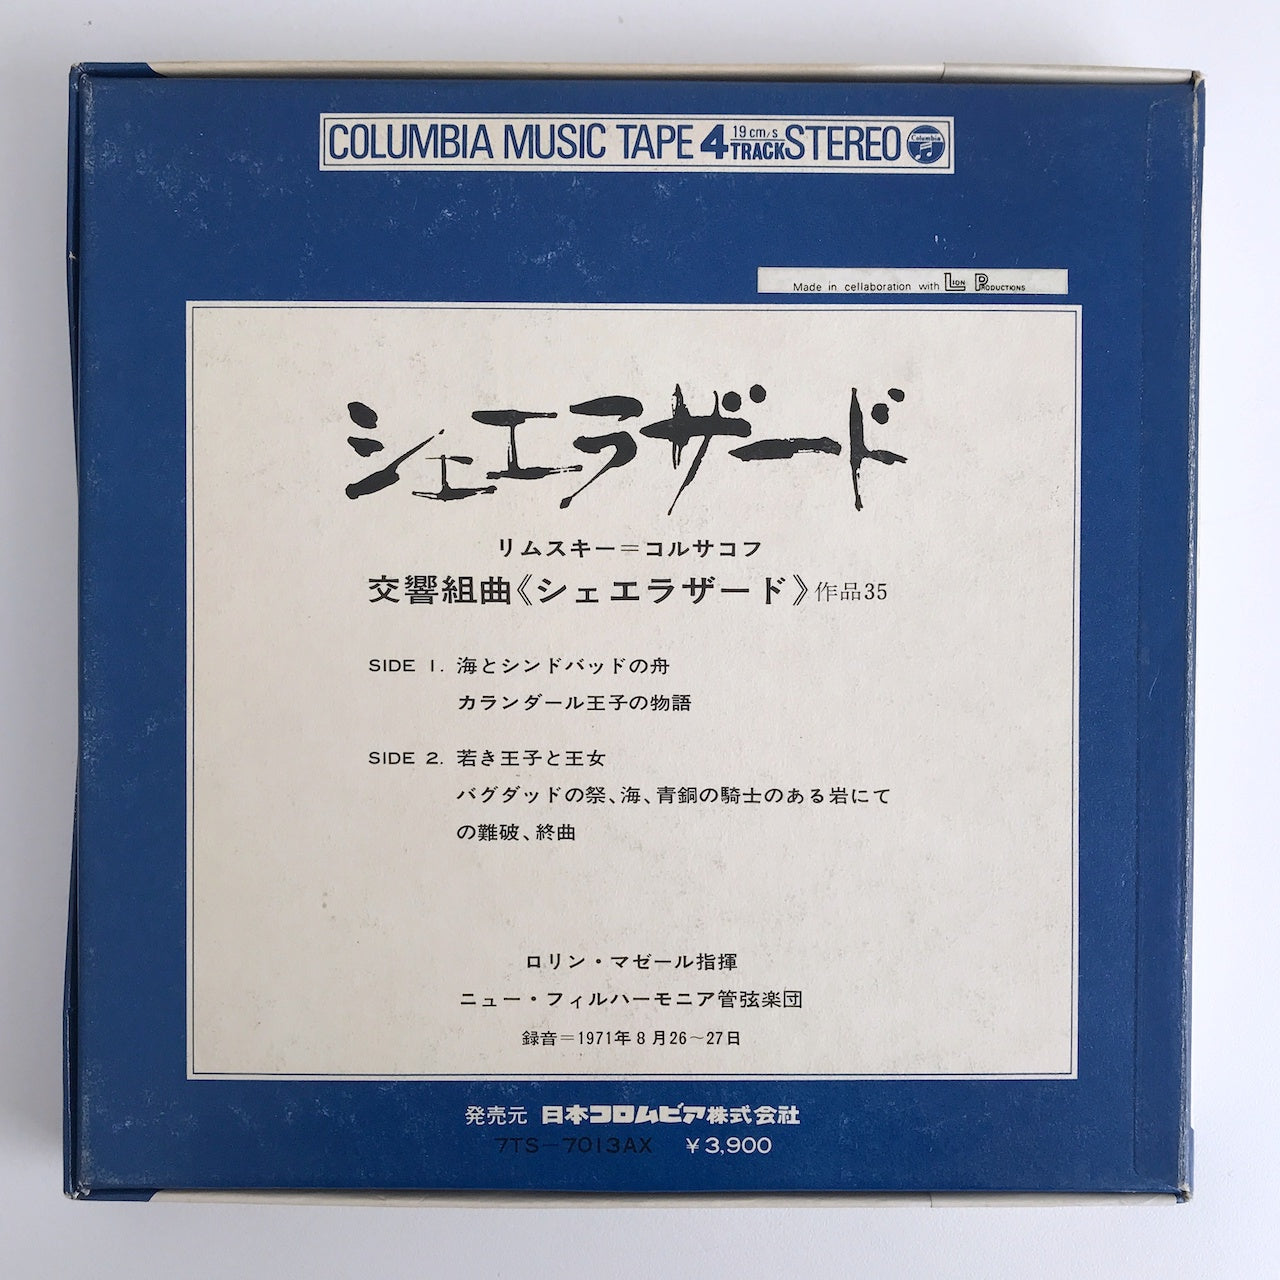 COLUMBIA MUSIC TAPE 4 19 cm/s TRACK STEREO Columbia
Made in cellaboration with LION PRODUCTIONS
シェエラザード
リムスキー＝コルサコフ
交響組曲《シェエラザード》作品35
SIDE 1. 海とシンドバッドの舟
カランダール王子の物語
SIDE 2. 若き王子と王女
バグダッドの祭、海、青銅の騎士のある岩にて
の難破、終曲
ロリン・マゼール指揮
ニュー・フィルハーモニア管弦楽団
録音＝1971年8月26〜27日
発売元 日本コロムビア株式会社
7TS-7013AX ¥3,900